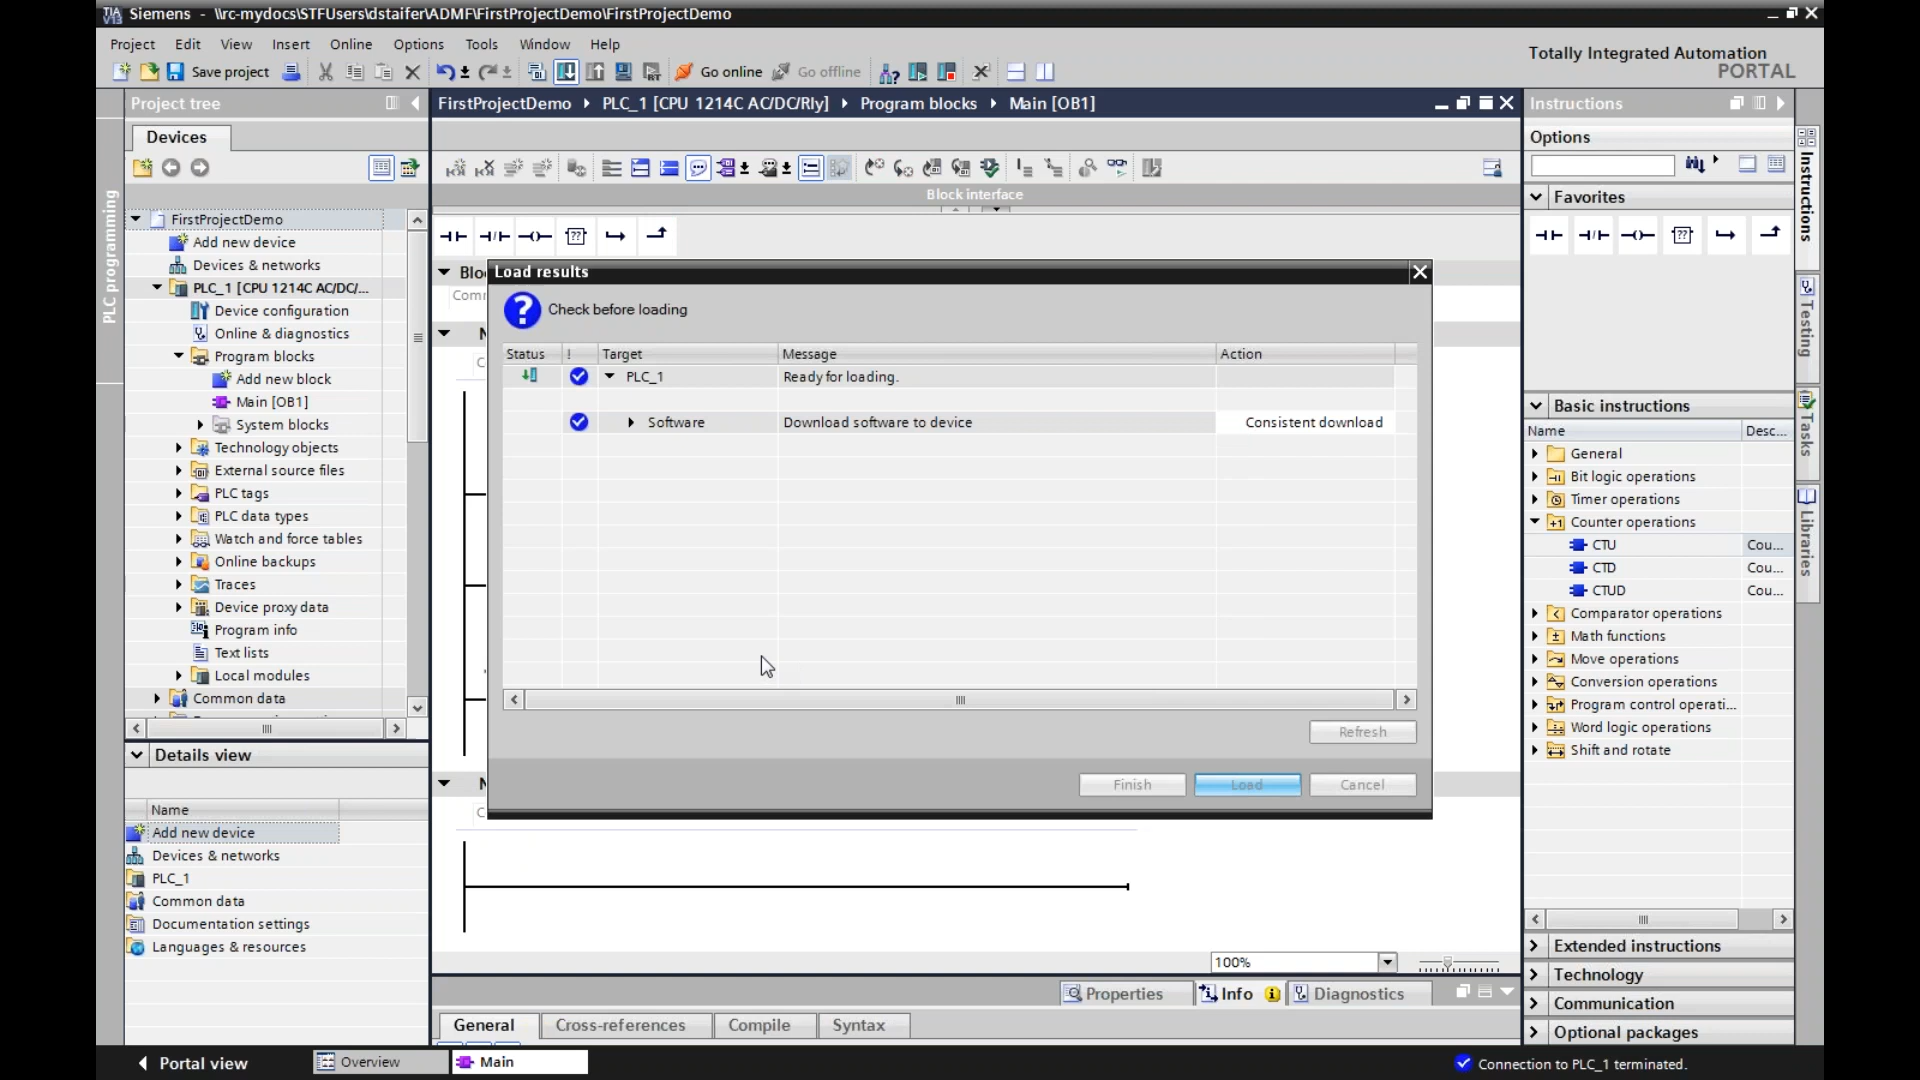 Siemens - \\rc-mydocs\STFUsers\dstaifer\ADMF\FirstProjectDemo\FirstProjectDemo
Project Edit View Insert Online Options Tools Window Help
Totally Integrated Automation
PORTAL
Save project
Go online
Go offline
Project tree
FirstProjectDemo PLC_1 [CPU 1214C AC/DC/Rly] Program blocks Main [OB1]
Instructions
Devices
Options
Block interface
PLC programming
FirstProjectDemo
Add new device
Devices & networks
PLC_1 [CPU 1214C AC/DC/...
Device configuration
Online & diagnostics
Program blocks
Add new block
Main [OB1]
System blocks
Technology objects
External source files
PLC tags
PLC data types
Watch and force tables
Online backups
Traces
Device proxy data
Program info
Text lists
Local modules
Common data
Details view
Name
Add new device
Devices & networks
PLC_1
Common data
Documentation settings
Languages & resources
Load results
Check before loading
Status ! Target Message Action
PLC_1 Ready for loading.
Software Download software to device Consistent download
Refresh
Finish Load Cancel
100%
Properties Info Diagnostics
General Cross-references Compile Syntax
Favorites
Basic instructions
Name Desc...
General
Bit logic operations
Timer operations
Counter operations
CTU Cou...
CTD Cou...
CTUD Cou...
Comparator operations
Math functions
Move operations
Conversion operations
Program control operati...
Word logic operations
Shift and rotate
Extended instructions
Technology
Communication
Optional packages
Instructions
Testing
Tasks
Libraries
Portal view Overview Main
Connection to PLC_1 terminated.